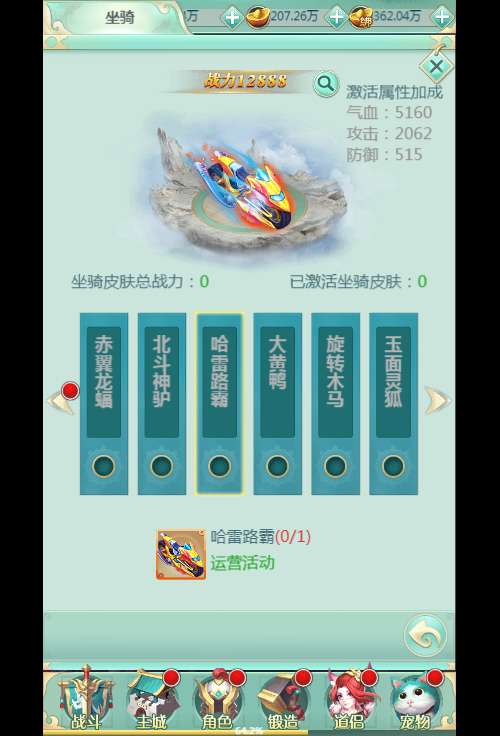 坐骑
万
207.26万
绑
362.04万
战力12888
激活属性加成
气血：5160
攻击：2062
防御：515
坐骑皮肤总战力：0
已激活坐骑皮肤：0
赤翼龙蝠
北斗神驴
哈雷路霸
大黄鸭
旋转木马
玉面灵狐
哈雷路霸(0/1)
运营活动
战斗
主城
角色
锻造
道侣
宠物
64.2%